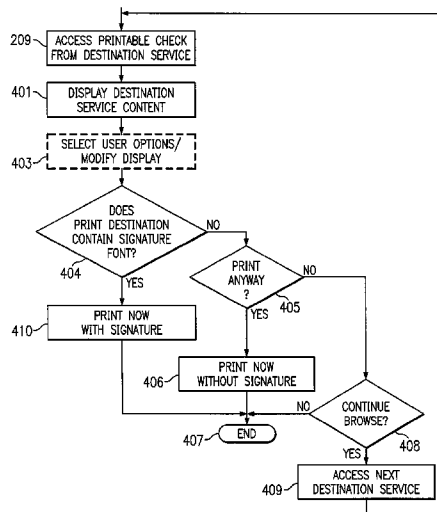 209
ACCESS PRINTABLE CHECK
FROM DESTINATION SERVICE
401
DISPLAY DESTINATION
SERVICE CONTENT
403
SELECT USER OPTIONS/
MODIFY DISPLAY
DOES
PRINT DESTINATION
CONTAIN SIGNATURE
FONT?
404
NO
YES
PRINT
ANYWAY
?
405
NO
YES
410
PRINT NOW
WITH SIGNATURE
406
PRINT NOW
WITHOUT SIGNATURE
NO
CONTINUE
BROWSE?
408
YES
407
END
409
ACCESS NEXT
DESTINATION SERVICE